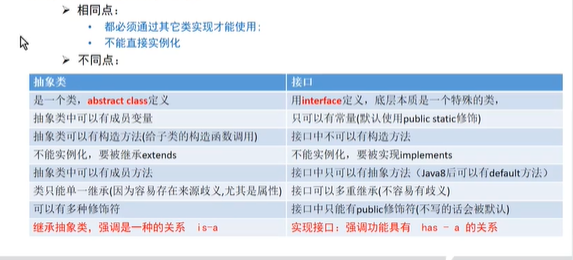 ➢ 相同点：
• 都必须通过其它类实现才能使用；
• 不能直接实例化
➢ 不同点：
抽象类 接口
是一个类，abstract class定义 用interface定义，底层本质是一个特殊的类，
抽象类中可以有成员变量 只可以有常量(默认使用public static修饰)
抽象类可以有构造方法(给子类的构造函数调用) 接口中不可以有构造方法
不能实例化，要被继承extends 不能实例化，要被实现implements
抽象类中可以有成员方法 接口中只可以有抽象方法（Java8后可以有default方法）
类只能单一继承(因为容易存在来源歧义,尤其是属性) 接口可以多重继承(不容易有歧义)
可以有多种修饰符 接口中只能有public修饰符(不写的话会被默认)
继承抽象类，强调是一种的关系 is-a 实现接口：强调功能具有 has - a 的关系